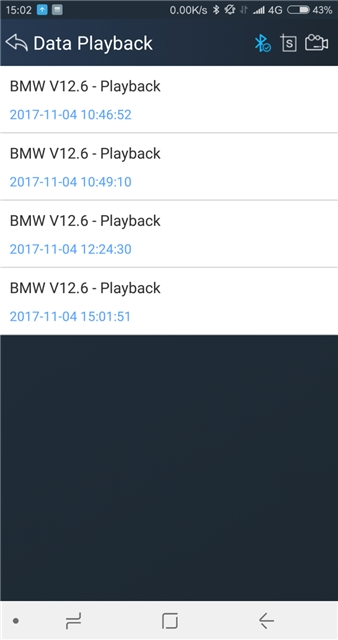 15:02 0.00K/s 4G 43%
Data Playback S
BMW V12.6 - Playback
2017-11-04 10:46:52
BMW V12.6 - Playback
2017-11-04 10:49:10
BMW V12.6 - Playback
2017-11-04 12:24:30
BMW V12.6 - Playback
2017-11-04 15:01:51